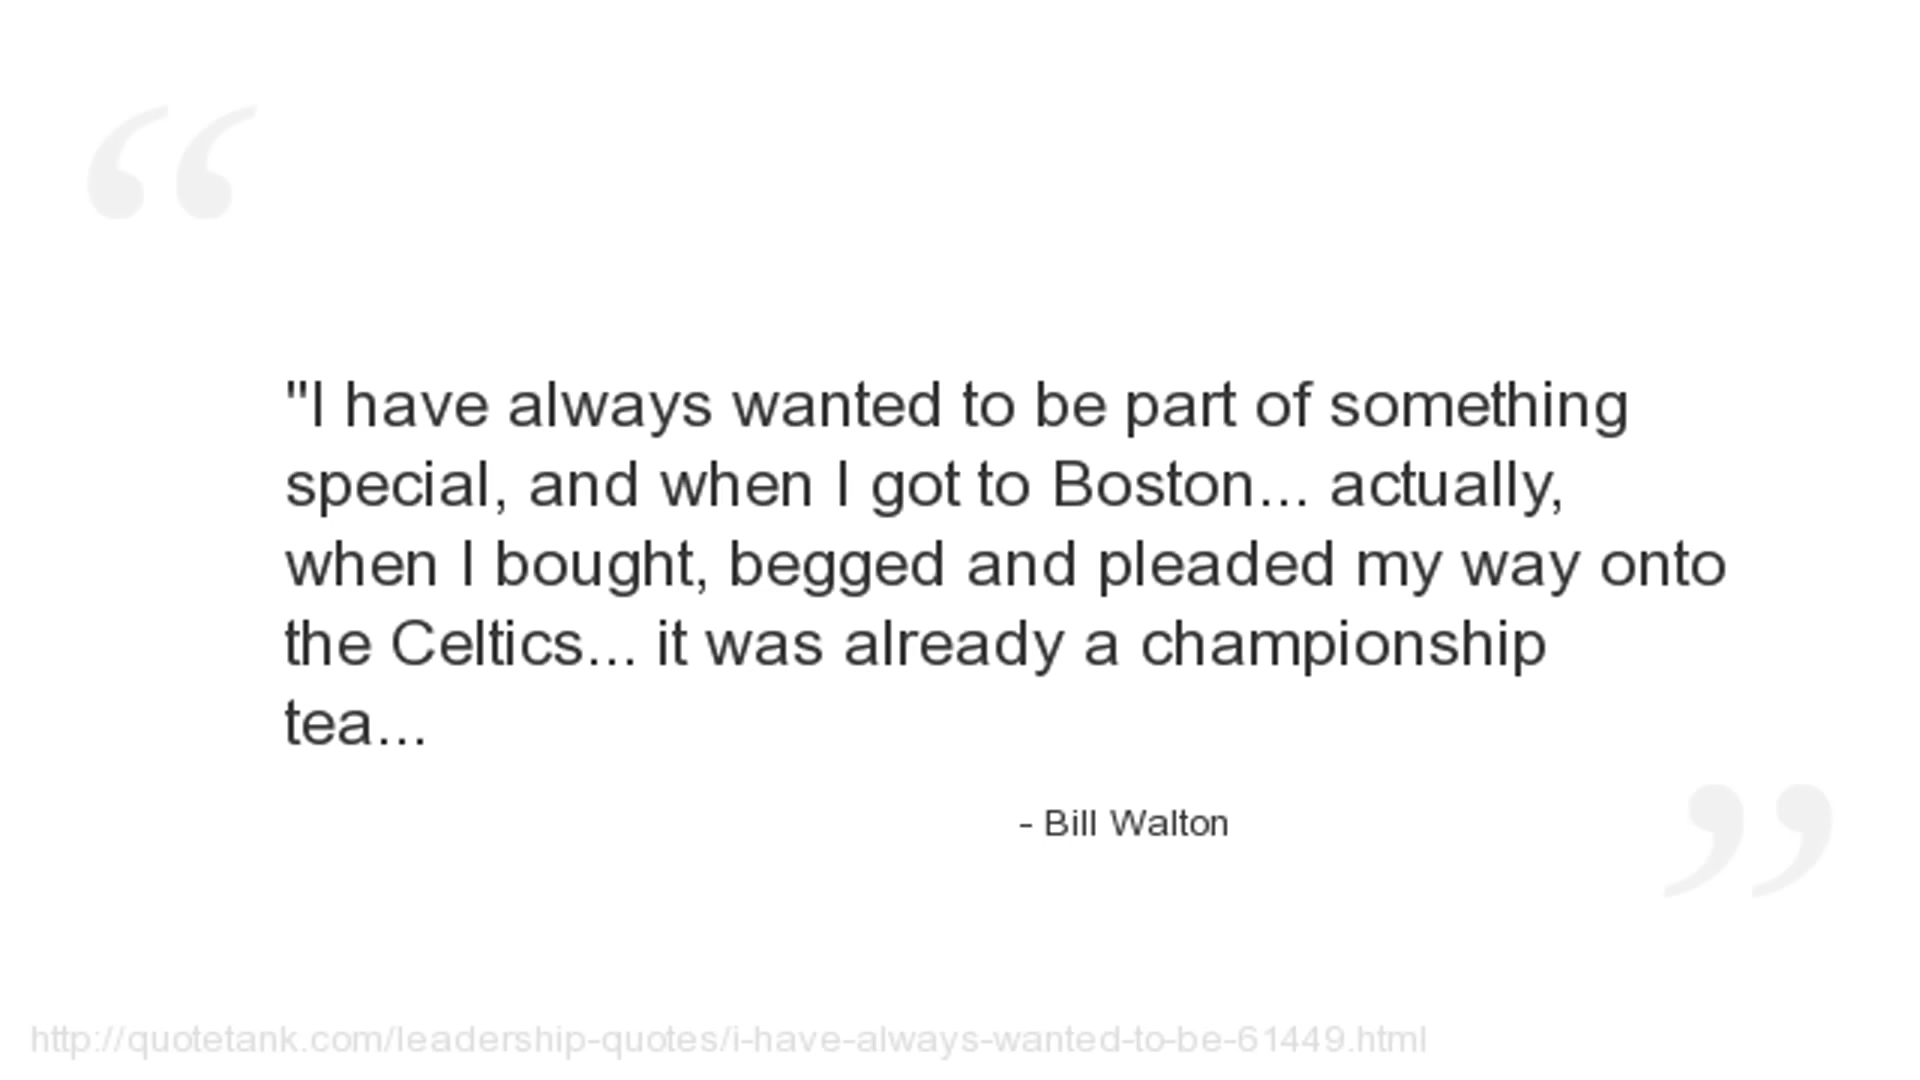 "I have always wanted to be part of something
special, and when I got to Boston... actually,
when I bought, begged and pleaded my way onto
the Celtics... it was already a championship
tea...
- Bill Walton
http://quotetank.com/leadership-quotes/i-have-always-wanted-to-be-61449.html